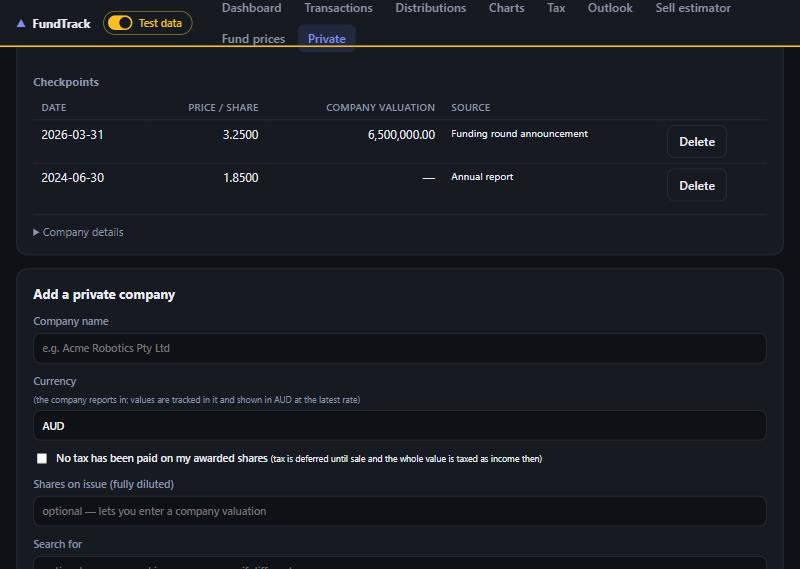 FundTrack
Test data
Dashboard Transactions Distributions Charts Tax Outlook Sell estimator
Fund prices Private
Checkpoints
DATE PRICE / SHARE COMPANY VALUATION SOURCE
2026-03-31 3.2500 6,500,000.00 Funding round announcement Delete
2024-06-30 1.8500 — Annual report Delete
Company details
Add a private company
Company name
e.g. Acme Robotics Pty Ltd
Currency
(the company reports in; values are tracked in it and shown in AUD at the latest rate)
AUD
No tax has been paid on my awarded shares (tax is deferred until sale and the whole value is taxed as income then)
Shares on issue (fully diluted)
optional — lets you enter a company valuation
Search for